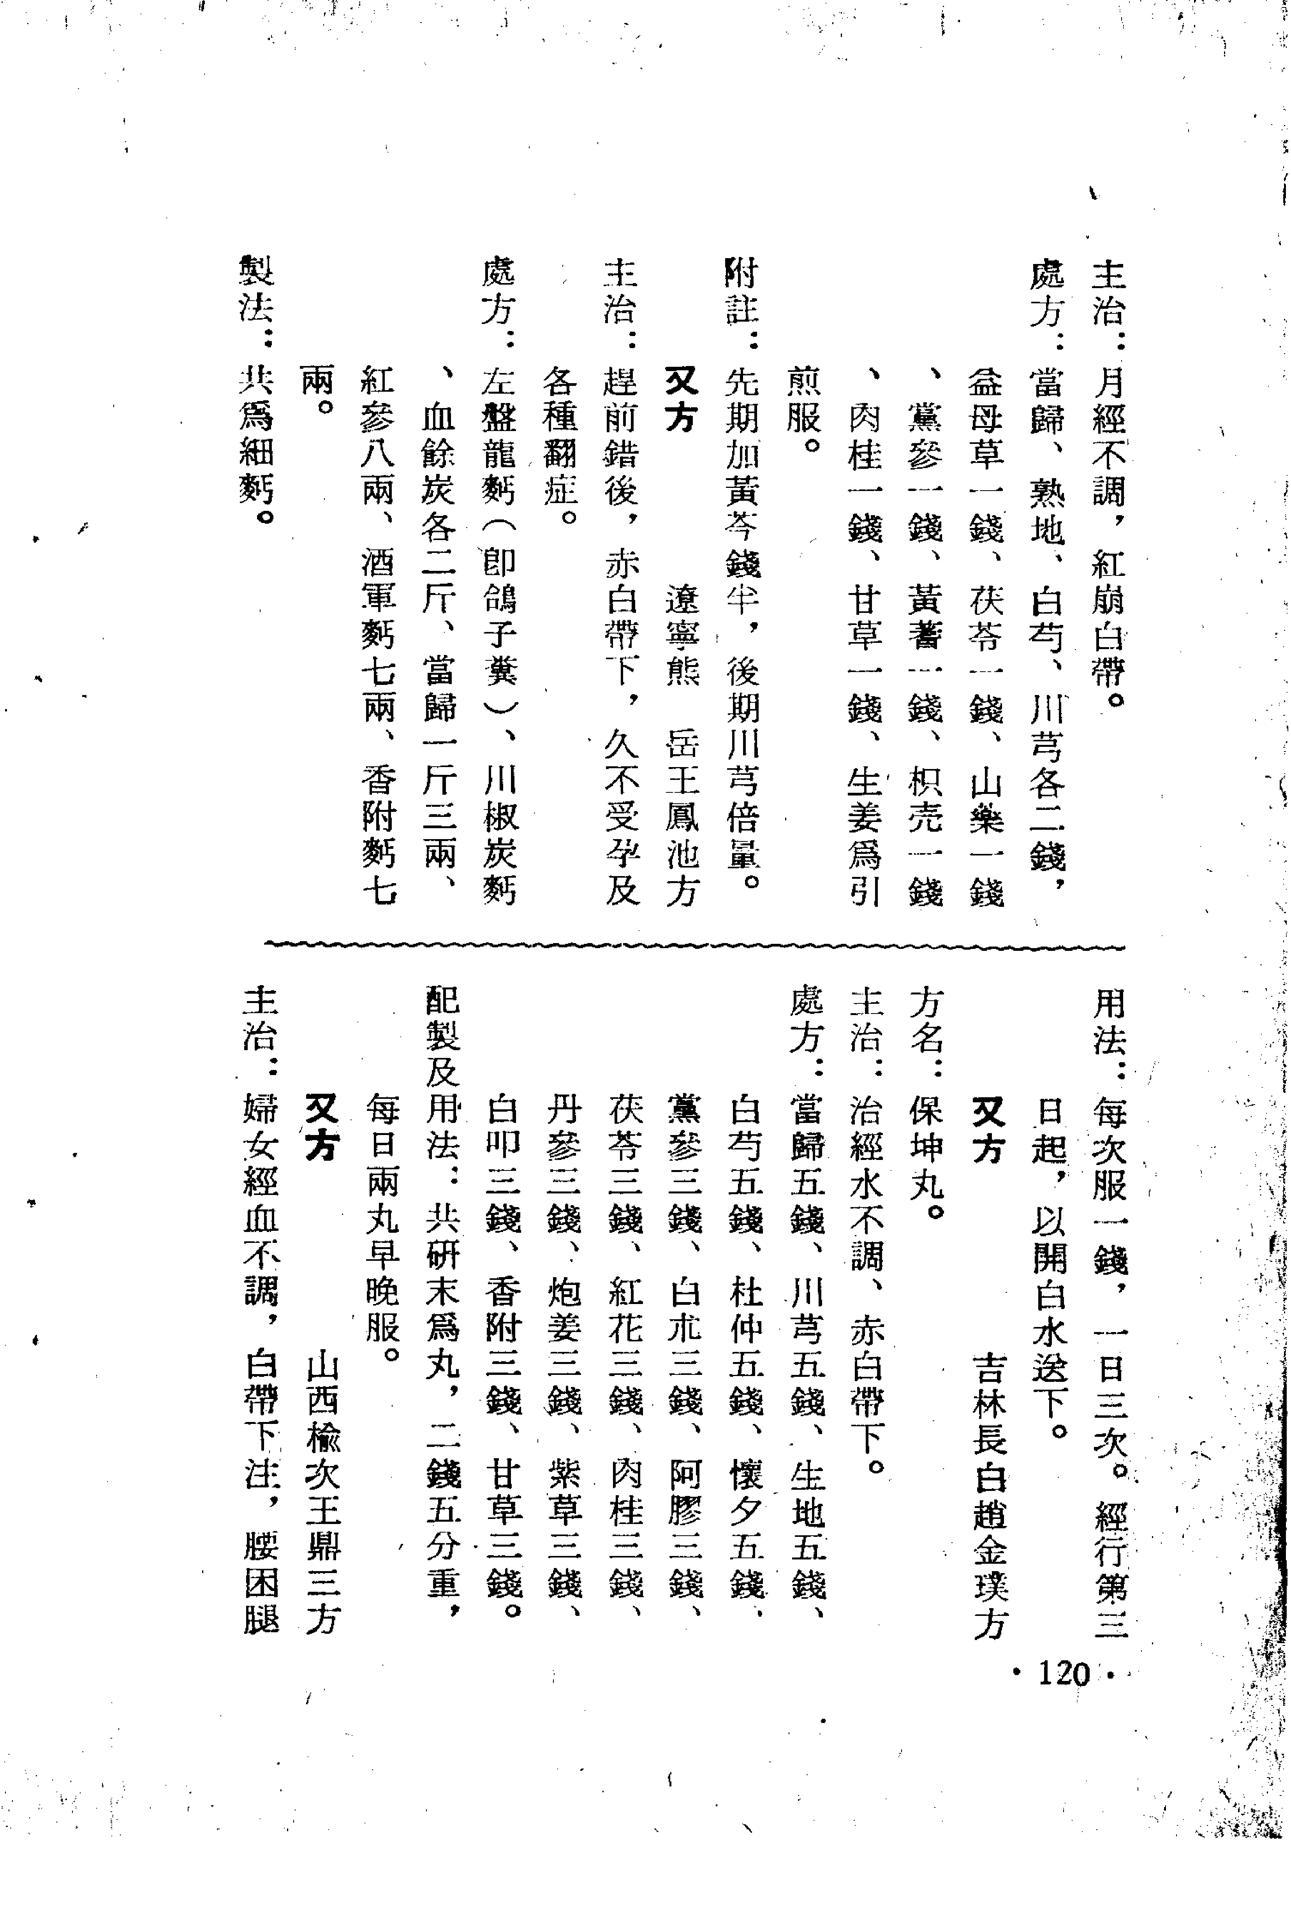 主治：月經不調，紅崩白帶。
處方：當歸、熟地、白芍、川芎各二錢，
益母草一錢、茯苓一錢、山藥一錢
、黨參一錢、黃蓍一錢、枳壳一錢
、肉桂一錢、甘草一錢、生姜爲引
煎服。
附註：先期加黃芩錢半，後期川芎倍量。
又方　遼寧熊　岳王鳳池方
主治：趕前錯後，赤白帶下，久不受孕及
各種翻症。
處方：左盤龍麪（卽鴿子糞）、川椒炭麪
、血餘炭各二斤、當歸一斤三兩、
紅參八兩、酒軍麪七兩、香附麪七
兩。
製法：共爲細麪。
用法：每次服一錢，一日三次。經行第三
日起，以開白水送下。
又方　吉林長白趙金璞方
方名：保坤丸。
主治：治經水不調、赤白帶下。
處方：當歸五錢、川芎五錢、生地五錢、
白芍五錢、杜仲五錢、懷夕五錢、
黨參三錢、白朮三錢、阿膠三錢、
茯苓三錢、紅花三錢、肉桂三錢、
丹參三錢、炮姜三錢、紫草三錢、
白叩三錢、香附三錢、甘草三錢。
配製及用法：共研末爲丸，二錢五分重，
每日兩丸早晚服。
又方　山西榆次王鼎三方
主治：婦女經血不調，白帶下注，腰困腿
·120·